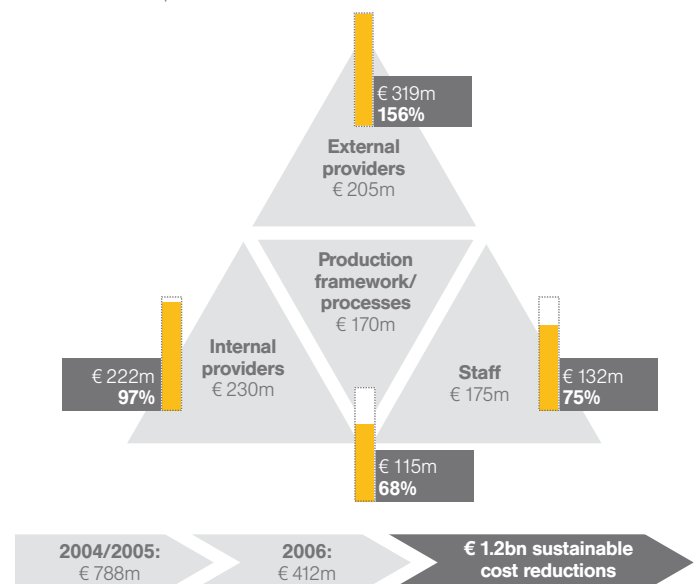 € 319m
156%
External
providers
€ 205m
Production
framework/
processes
€ 170m
Internal
providers
€ 230m
€ 222m
97%
Staff
€ 175m
€ 132m
75%
€ 115m
68%
2004/2005:
€ 788m
2006:
€ 412m
€ 1.2bn sustainable
cost reductions